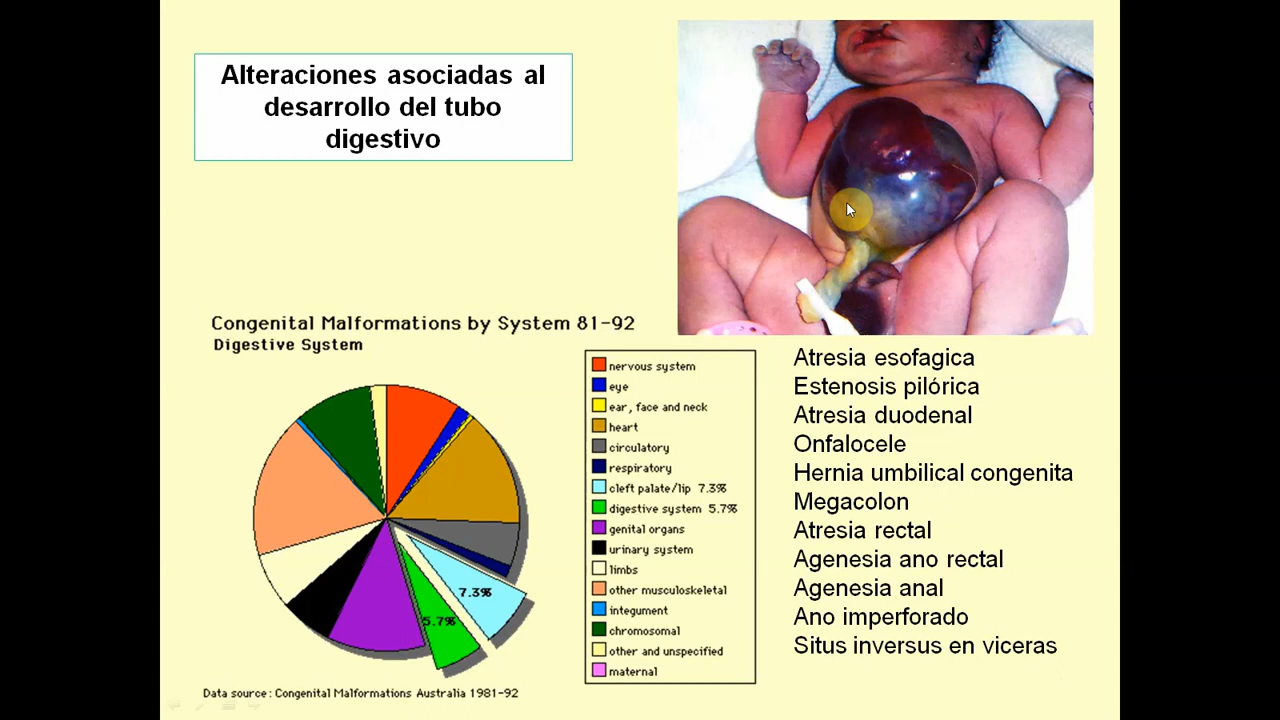 Alteraciones asociadas al
desarrollo del tubo
digestivo
Congenital Malformations by System 81-92
Digestive System
nervous system
eye
ear, face and neck
heart
circulatory
respiratory
cleft palate/lip 7.3%
digestive system 5.7%
genital organs
urinary system
limbs
other musculoskeletal
integument
chromosomal
other and unspecified
maternal
7.3%
5.7%
Data source: Congenital Malformations Australia 1981-92
Atresia esofagica
Estenosis pilórica
Atresia duodenal
Onfalocele
Hernia umbilical congenita
Megacolon
Atresia rectal
Agenesia ano rectal
Agenesia anal
Ano imperforado
Situs inversus en viceras